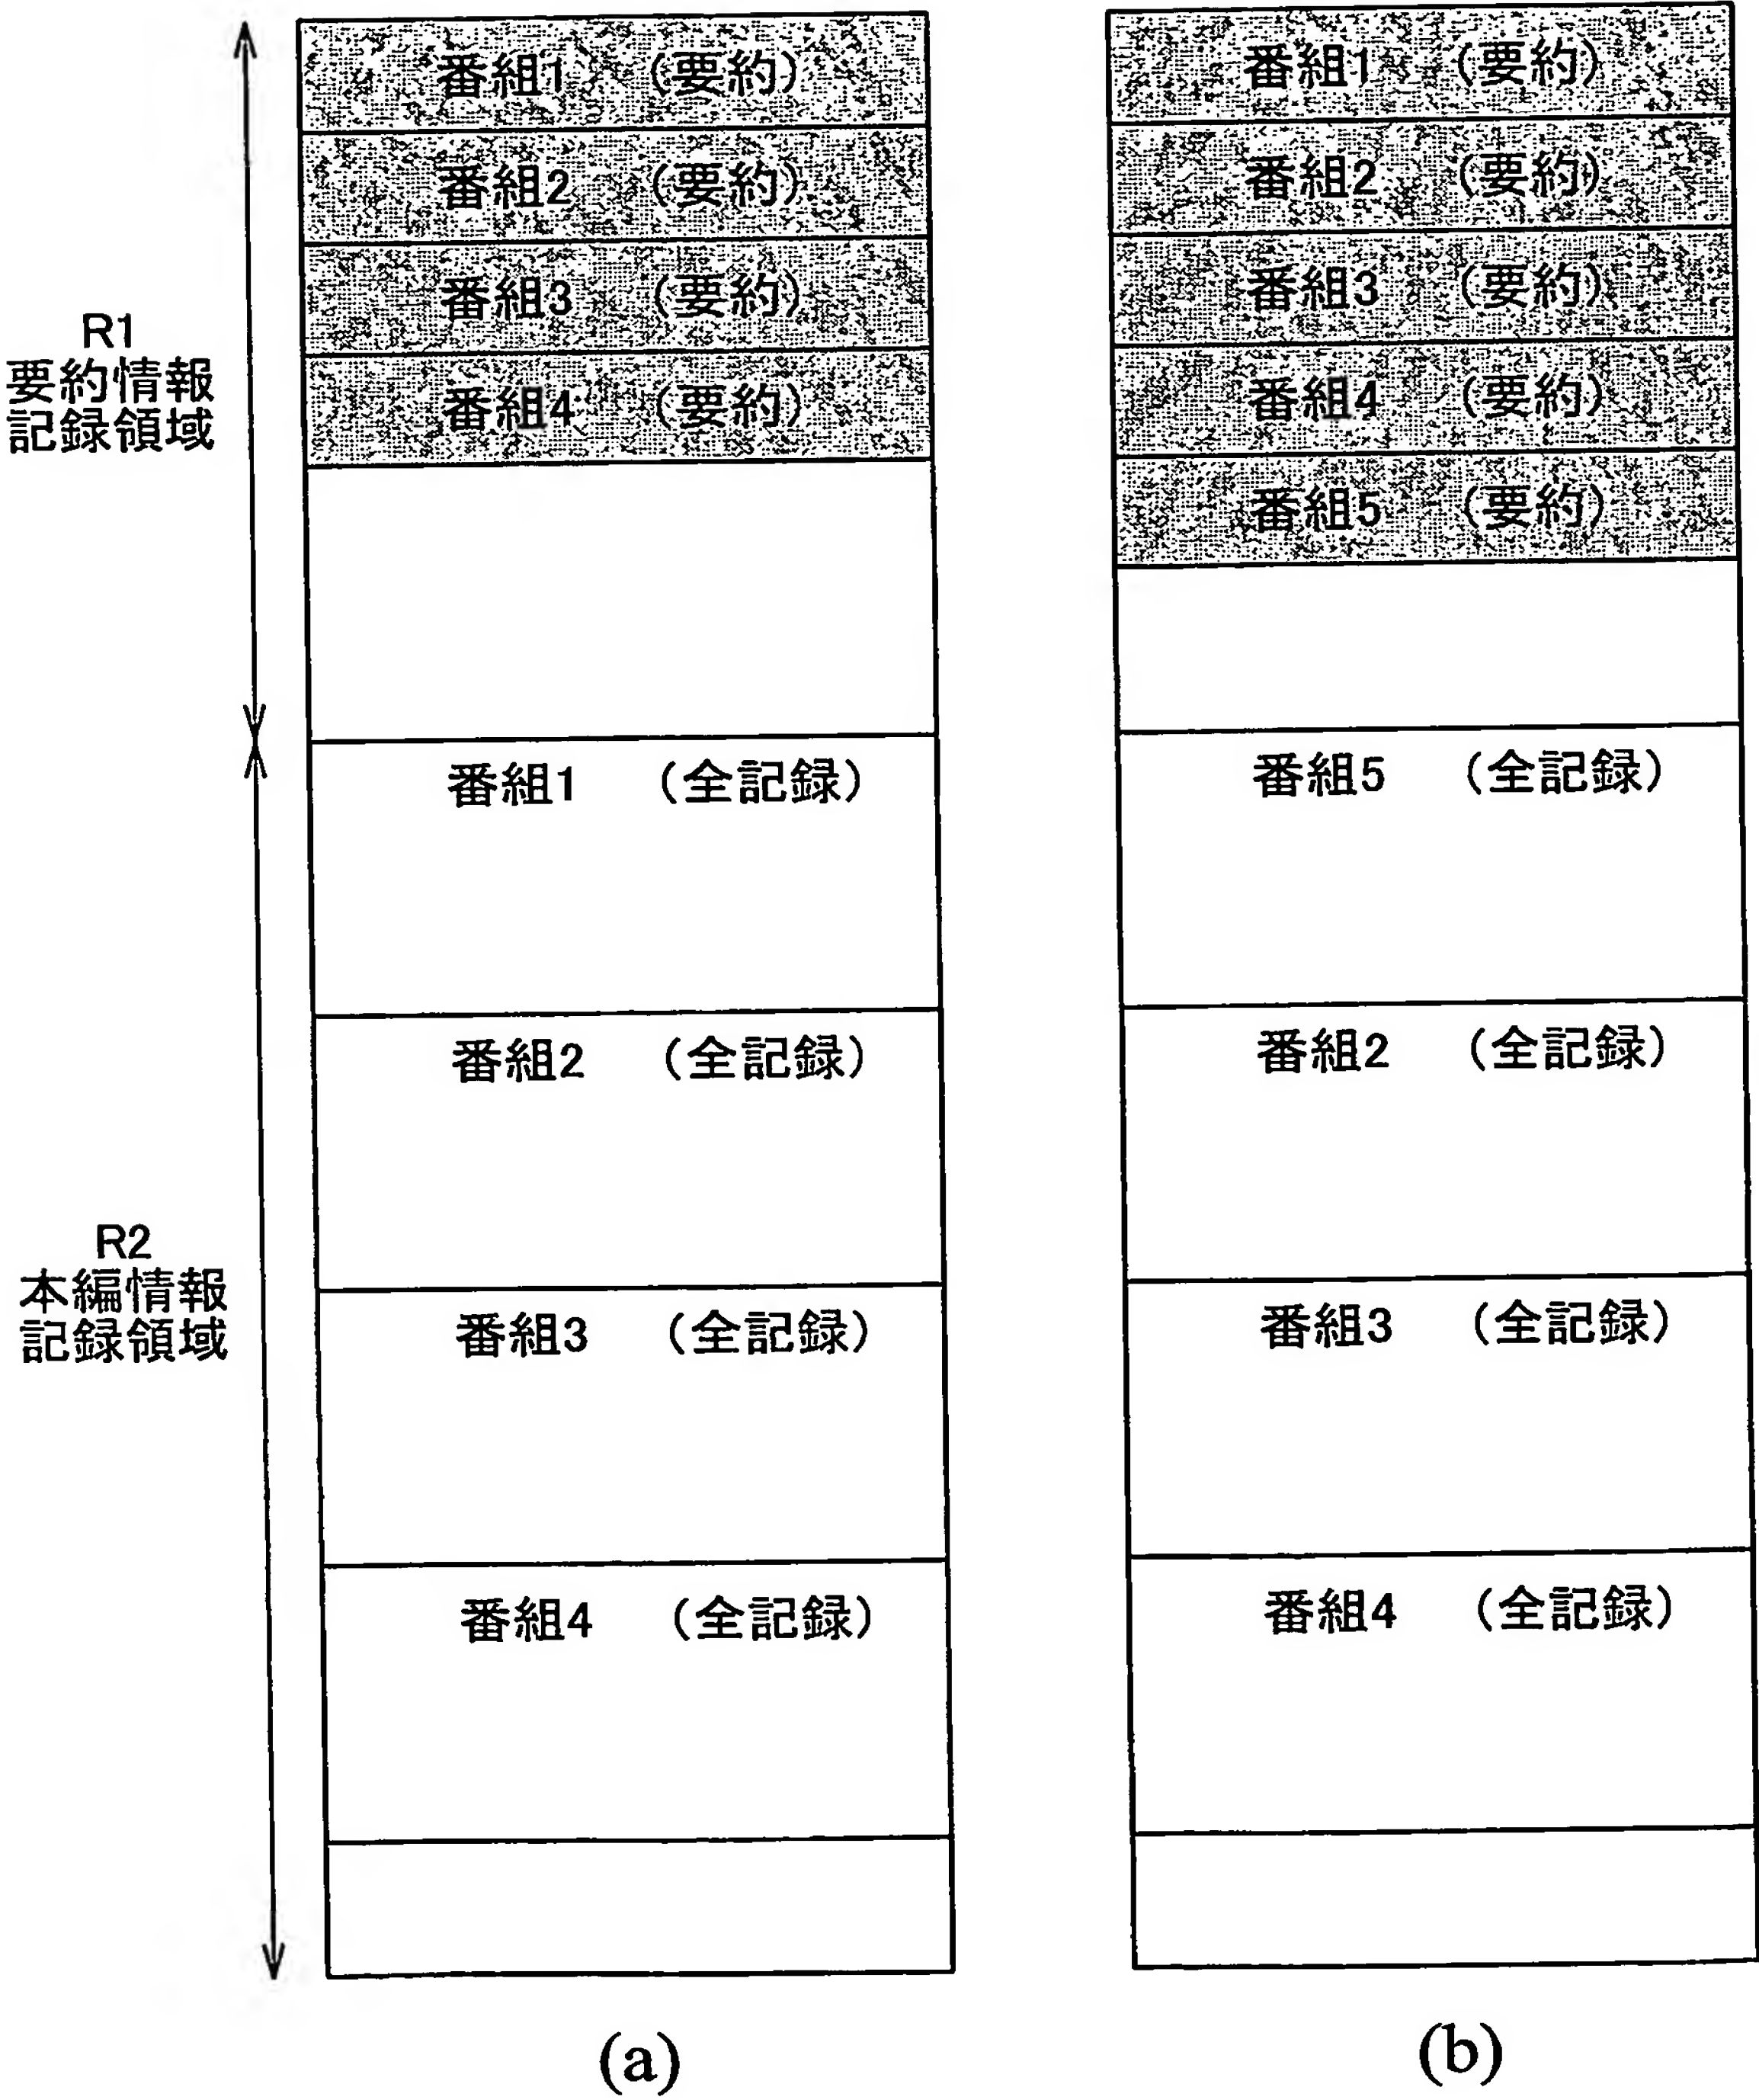 R1
要約情報
記録領域
R2
本編情報
記録領域
番組1 （要約）
番組2 （要約）
番組3 （要約）
番組4 （要約）
番組1 （全記録）
番組2 （全記録）
番組3 （全記録）
番組4 （全記録）
(a)
番組1 （要約）
番組2 （要約）
番組3 （要約）
番組4 （要約）
番組5 （要約）
番組5 （全記録）
番組2 （全記録）
番組3 （全記録）
番組4 （全記録）
(b)